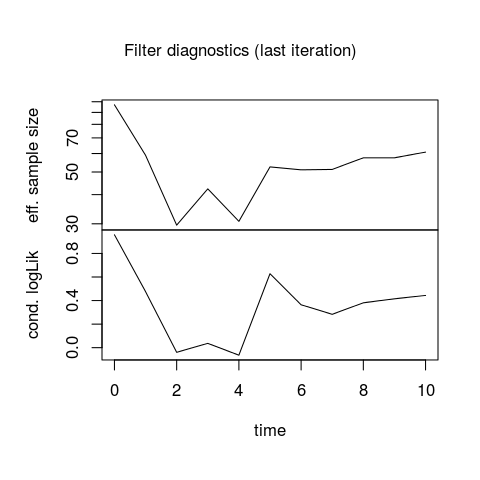 Filter diagnostics (last iteration)
eff. sample size
70
50
30
cond. logLik
0.8
0.4
0.0
0 2 4 6 8 10
time